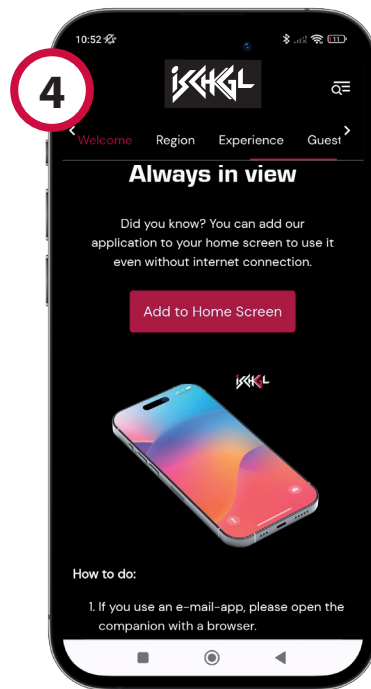 4
10:52
11
ISCHGL
Welcome Region Experience Guest
Always in view
Did you know? You can add our
application to your home screen to use it
even without internet connection.
Add to Home Screen
ISCHGL
How to do:
1. If you use an e-mail-app, please open the
companion with a browser.